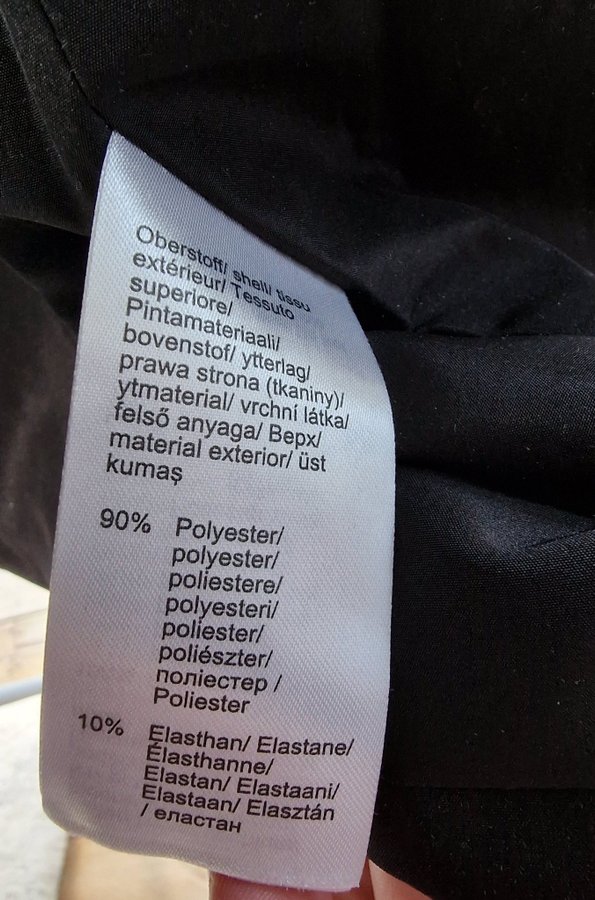 Oberstoff/ shell/ tissu
extérieur/ Tessuto
superiore/
Pintamateriaali/
bovenstof/ ytterlag/
prawa strona (tkaniny)/
ytmaterial/ vrchní látka/
felső anyaga/ Верх/
material exterior/ üst
kumaş
90% Polyester/
polyester/
poliestere/
polyesteri/
poliester/
poliészter/
поліестер /
Poliester
10% Elasthan/ Elastane/
Élasthanne/
Elastan/ Elastaani/
Elastaan/ Elasztán
/ еластан